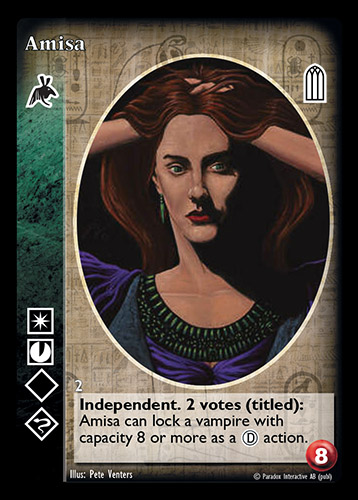 Amisa
2
Independent. 2 votes (titled):
Amisa can lock a vampire with
capacity 8 or more as a D action.
8
Illus: Pete Venters
© Paradox Interactive AB (publ)